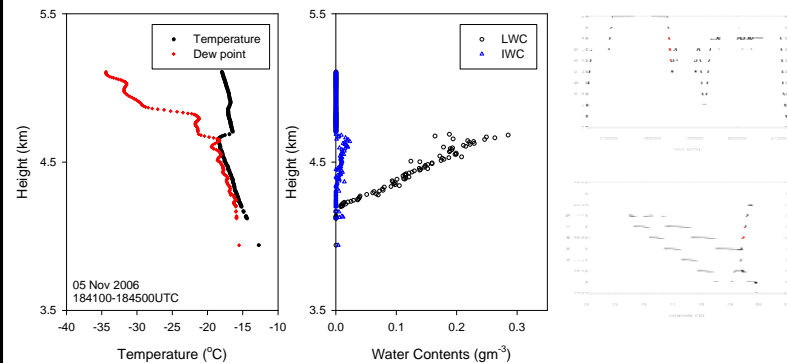 5.5
4.5
3.5
Height (km)
Temperature
Dew point
05 Nov 2006
184100-184500UTC
-40 -35 -30 -25 -20 -15 -10
Temperature (°C)
5.5
4.5
3.5
Height (km)
LWC
IWC
0.0 0.1 0.2 0.3
Water Contents (gm-3)